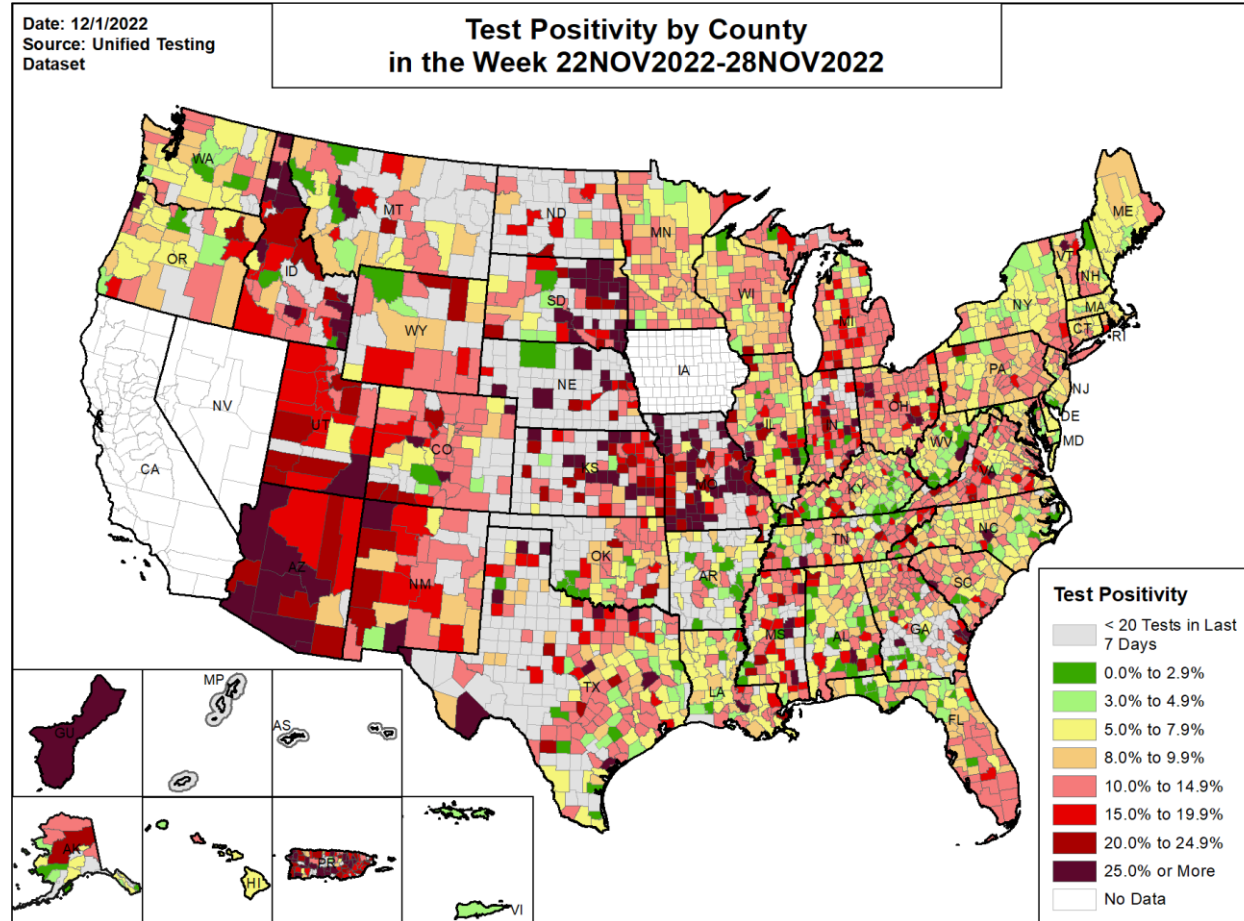 Date: 12/1/2022
Source: Unified Testing
Dataset
Test Positivity by County
in the Week 22NOV2022-28NOV2022
WA
MT
ND
MN
ME
OR
ID
SD
WI
VT
NH
NY
MA
CT
RI
MI
WY
IA
NE
PA
NJ
NV
UT
CO
IL
IN
OH
DE
MD
WV
CA
KS
MO
KY
VA
AZ
NM
OK
AR
TN
NC
SC
MS
AL
GA
TX
LA
FL
GU
MP
AS
AK
HI
PR
VI
Test Positivity
< 20 Tests in Last
7 Days
0.0% to 2.9%
3.0% to 4.9%
5.0% to 7.9%
8.0% to 9.9%
10.0% to 14.9%
15.0% to 19.9%
20.0% to 24.9%
25.0% or More
No Data